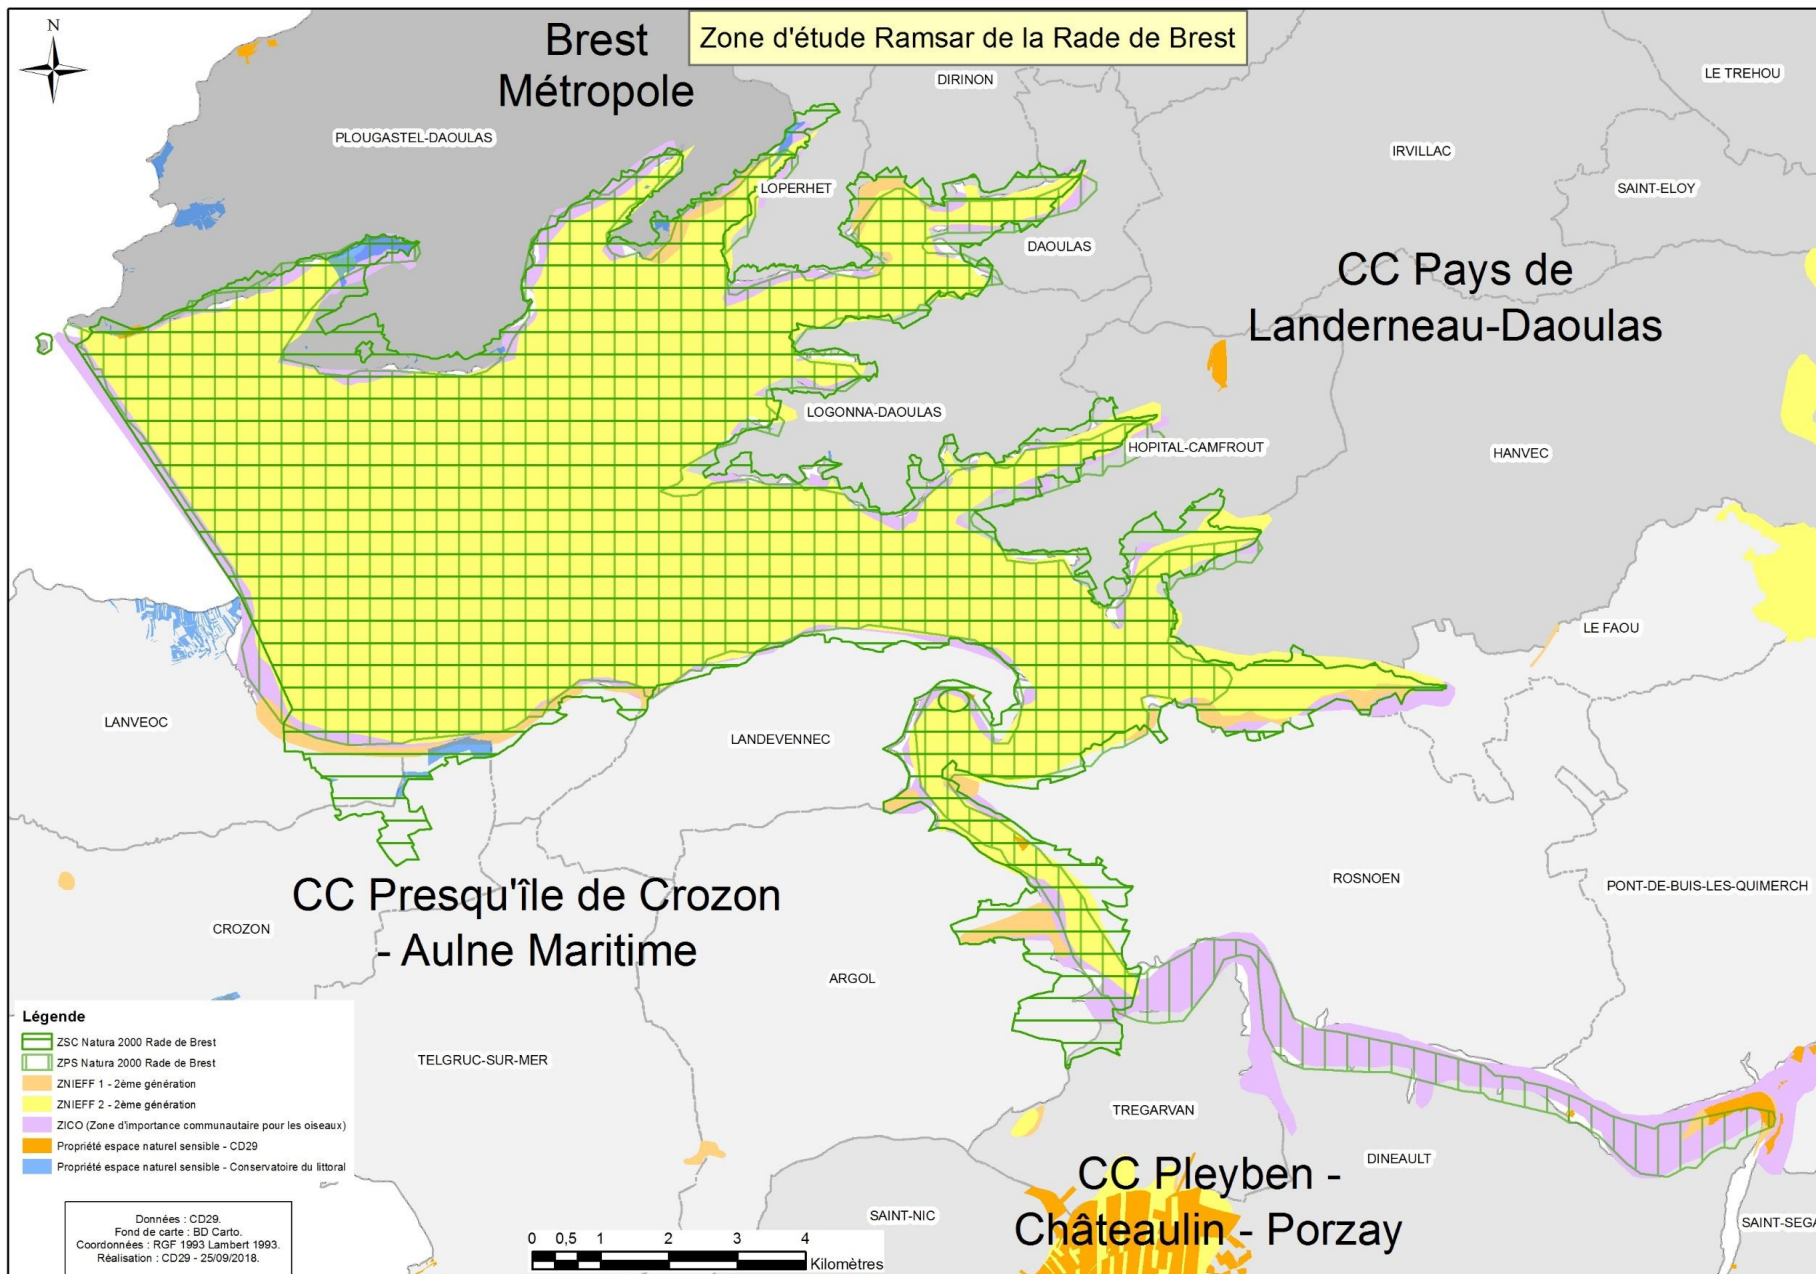 N
Zone d'étude Ramsar de la Rade de Brest
Brest
Métropole
DIRINON
LE TREHOU
PLOUGASTEL-DAOULAS
IRVILLAC
LOPERHET
SAINT-ELOY
DAOULAS
CC Pays de
Landerneau-Daoulas
LOGONNA-DAOULAS
HOPITAL-CAMFROUT
HANVEC
LE FAOU
LANVEOC
LANDEVENNEC
ROSNOEN
PONT-DE-BUIS-LES-QUIMERCH
CC Presqu'île de Crozon
- Aulne Maritime
CROZON
ARGOL
TELGRUC-SUR-MER
TREGARVAN
DINEAULT
CC Pleyben -
Châteaulin - Porzay
SAINT-NIC
SAINT-SEGA
Légende
ZSC Natura 2000 Rade de Brest
ZPS Natura 2000 Rade de Brest
ZNIEFF 1 - 2ème génération
ZNIEFF 2 - 2ème génération
ZICO (Zone d'importance communautaire pour les oiseaux)
Propriété espace naturel sensible - CD29
Propriété espace naturel sensible - Conservatoire du littoral
Données : CD29.
Fond de carte : BD Carto.
Coordonnées : RGF 1993 Lambert 1993.
Réalisation : CD29 - 25/09/2018.
0 0,5 1 2 3 4
Kilomètres